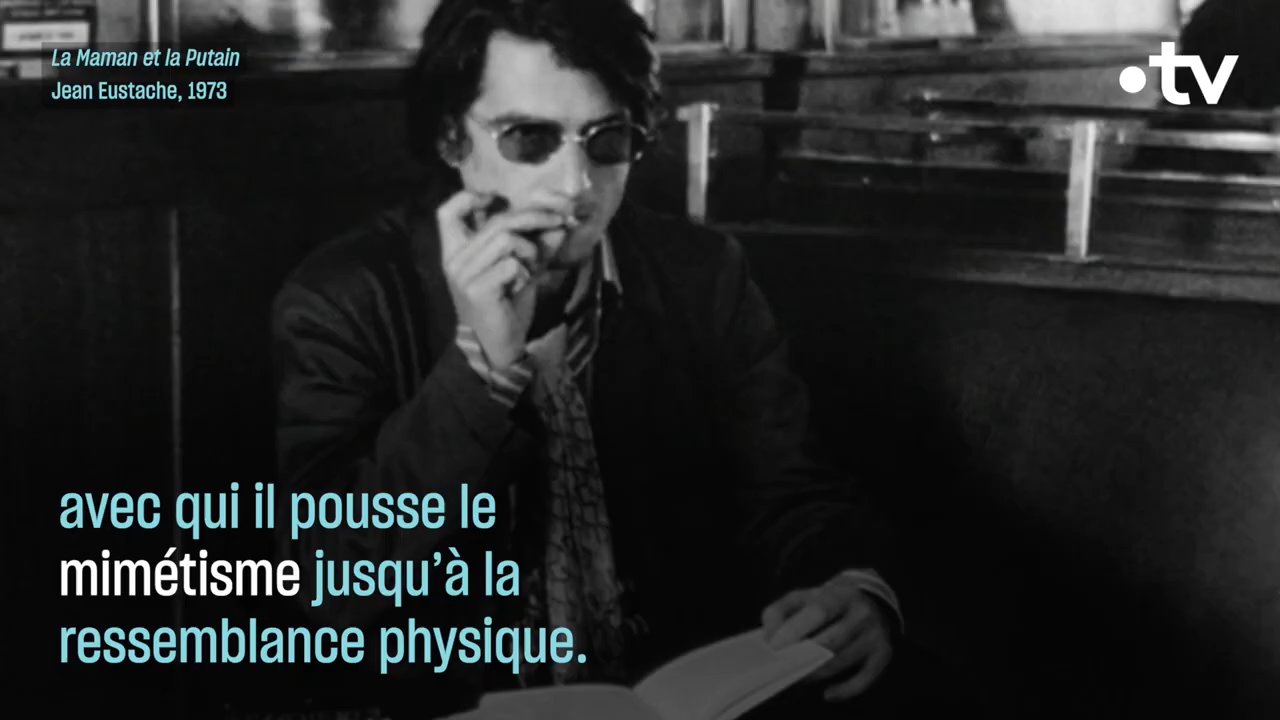 La Maman et la Putain
Jean Eustache, 1973
•tv
avec qui il pousse le
mimétisme jusqu’à la
ressemblance physique.